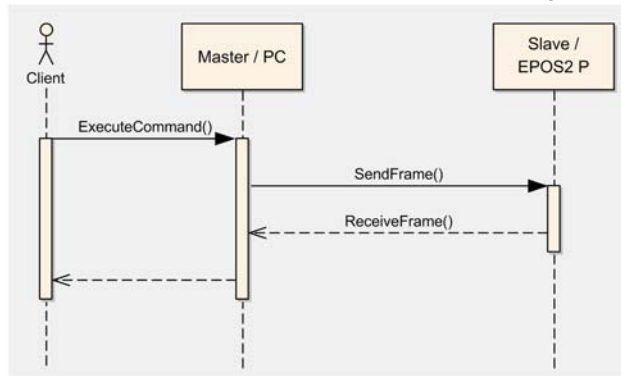 Client
Master / PC
Slave /
EPOS2 P
ExecuteCommand()
SendFrame()
ReceiveFrame()